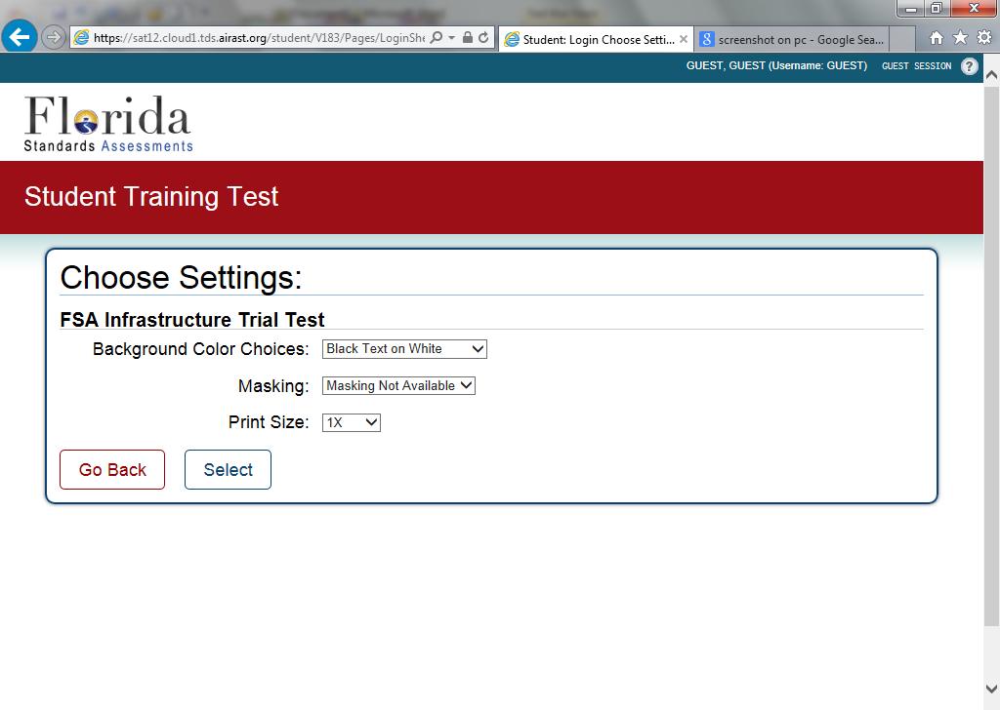 https://sat12.cloud1.tds.airast.org/student/V183/Pages/LoginShe
Student: Login Choose Setti...
screenshot on pc - Google Sea...
GUEST, GUEST (Username: GUEST) GUEST SESSION ?
Florida
Standards Assessments
Student Training Test
Choose Settings:
FSA Infrastructure Trial Test
Background Color Choices: Black Text on White
Masking: Masking Not Available
Print Size: 1X
Go Back Select